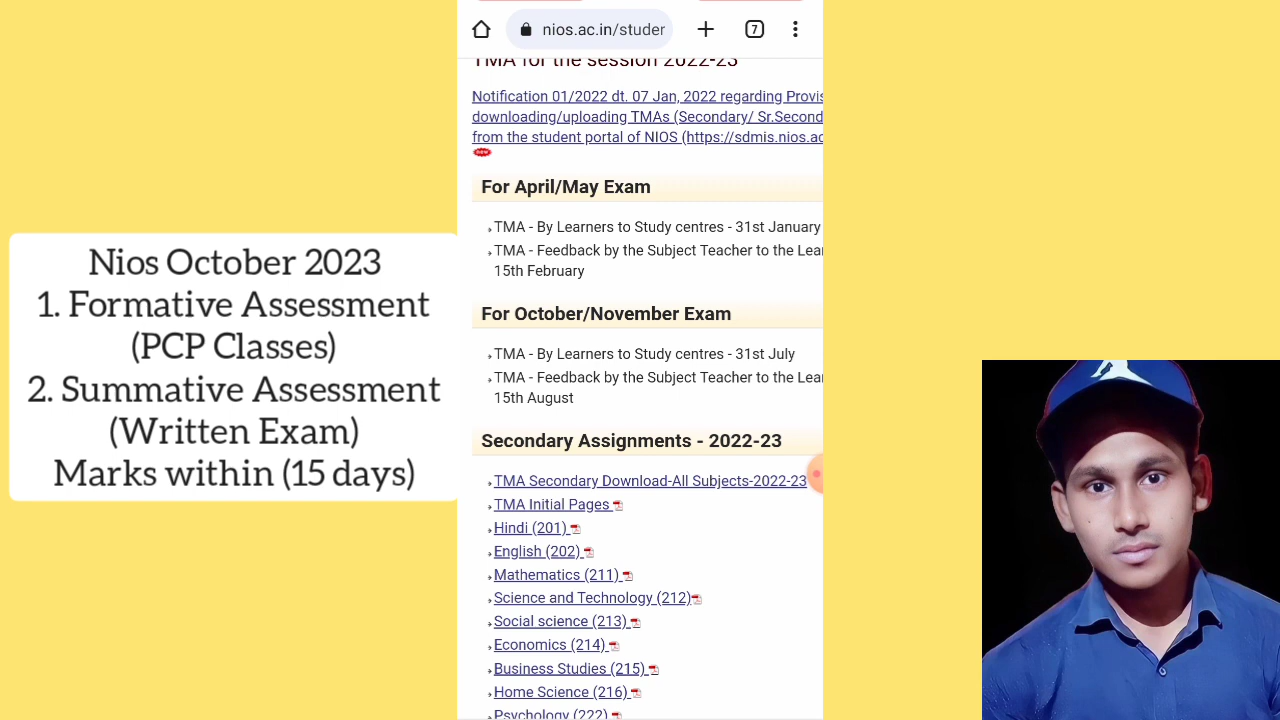 Nios October 2023
1. Formative Assessment
(PCP Classes)
2. Summative Assessment
(Written Exam)
Marks within (15 days)
nios.ac.in/studer
7
TMA for the session 2022-23
Notification 01/2022 dt. 07 Jan, 2022 regarding Provis
downloading/uploading TMAs (Secondary/ Sr.Second
from the student portal of NIOS (https://sdmis.nios.ac
new
For April/May Exam
TMA - By Learners to Study centres - 31st January
TMA - Feedback by the Subject Teacher to the Lear
15th February
For October/November Exam
TMA - By Learners to Study centres - 31st July
TMA - Feedback by the Subject Teacher to the Lear
15th August
Secondary Assignments - 2022-23
TMA Secondary Download-All Subjects-2022-23
TMA Initial Pages
Hindi (201)
English (202)
Mathematics (211)
Science and Technology (212)
Social science (213)
Economics (214)
Business Studies (215)
Home Science (216)
Psychology (222)